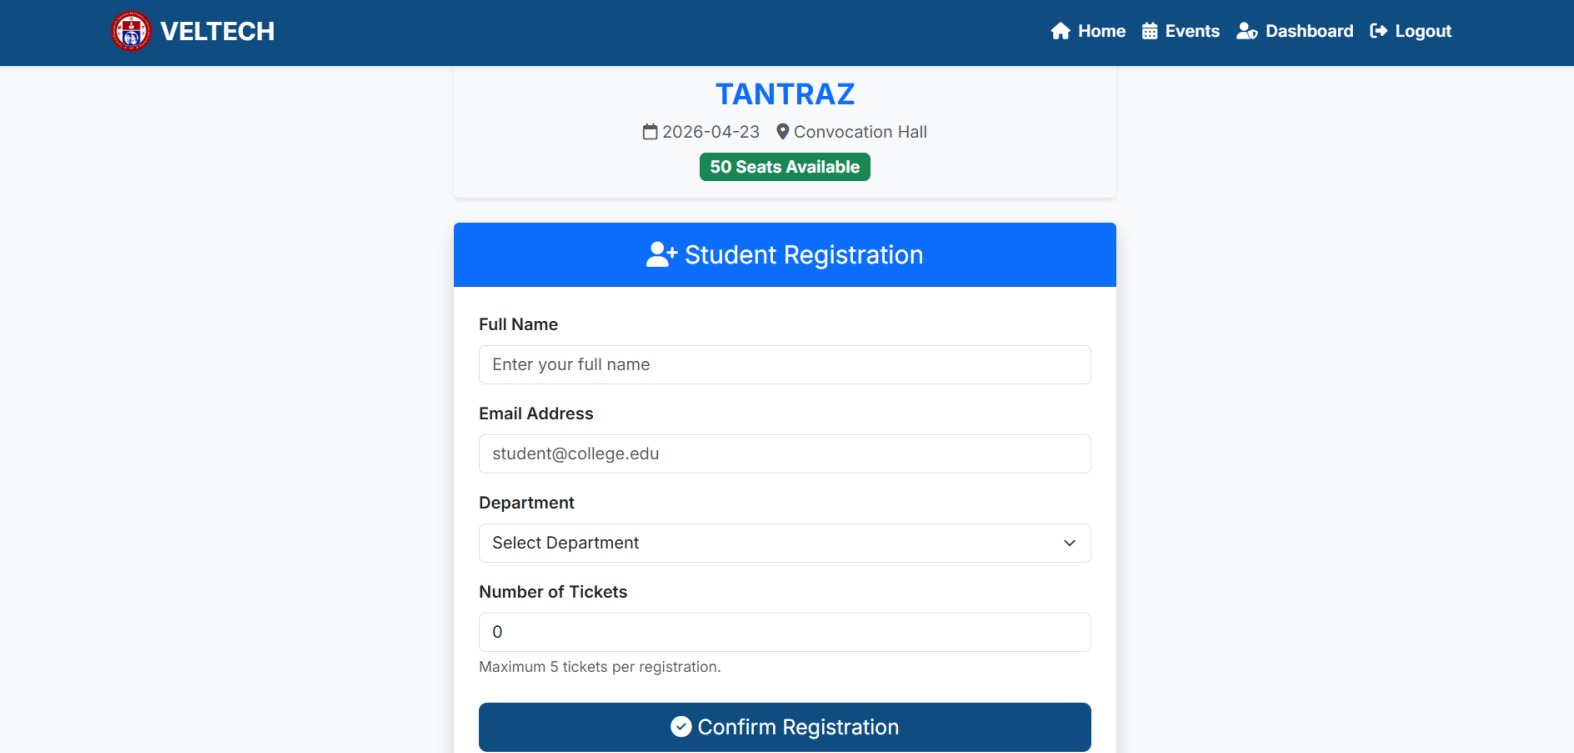 VELTECH
Home Events Dashboard Logout
TANTRAZ
2026-04-23 Convocation Hall
50 Seats Available
Student Registration
Full Name
Enter your full name
Email Address
student@college.edu
Department
Select Department
Number of Tickets
0
Maximum 5 tickets per registration.
Confirm Registration